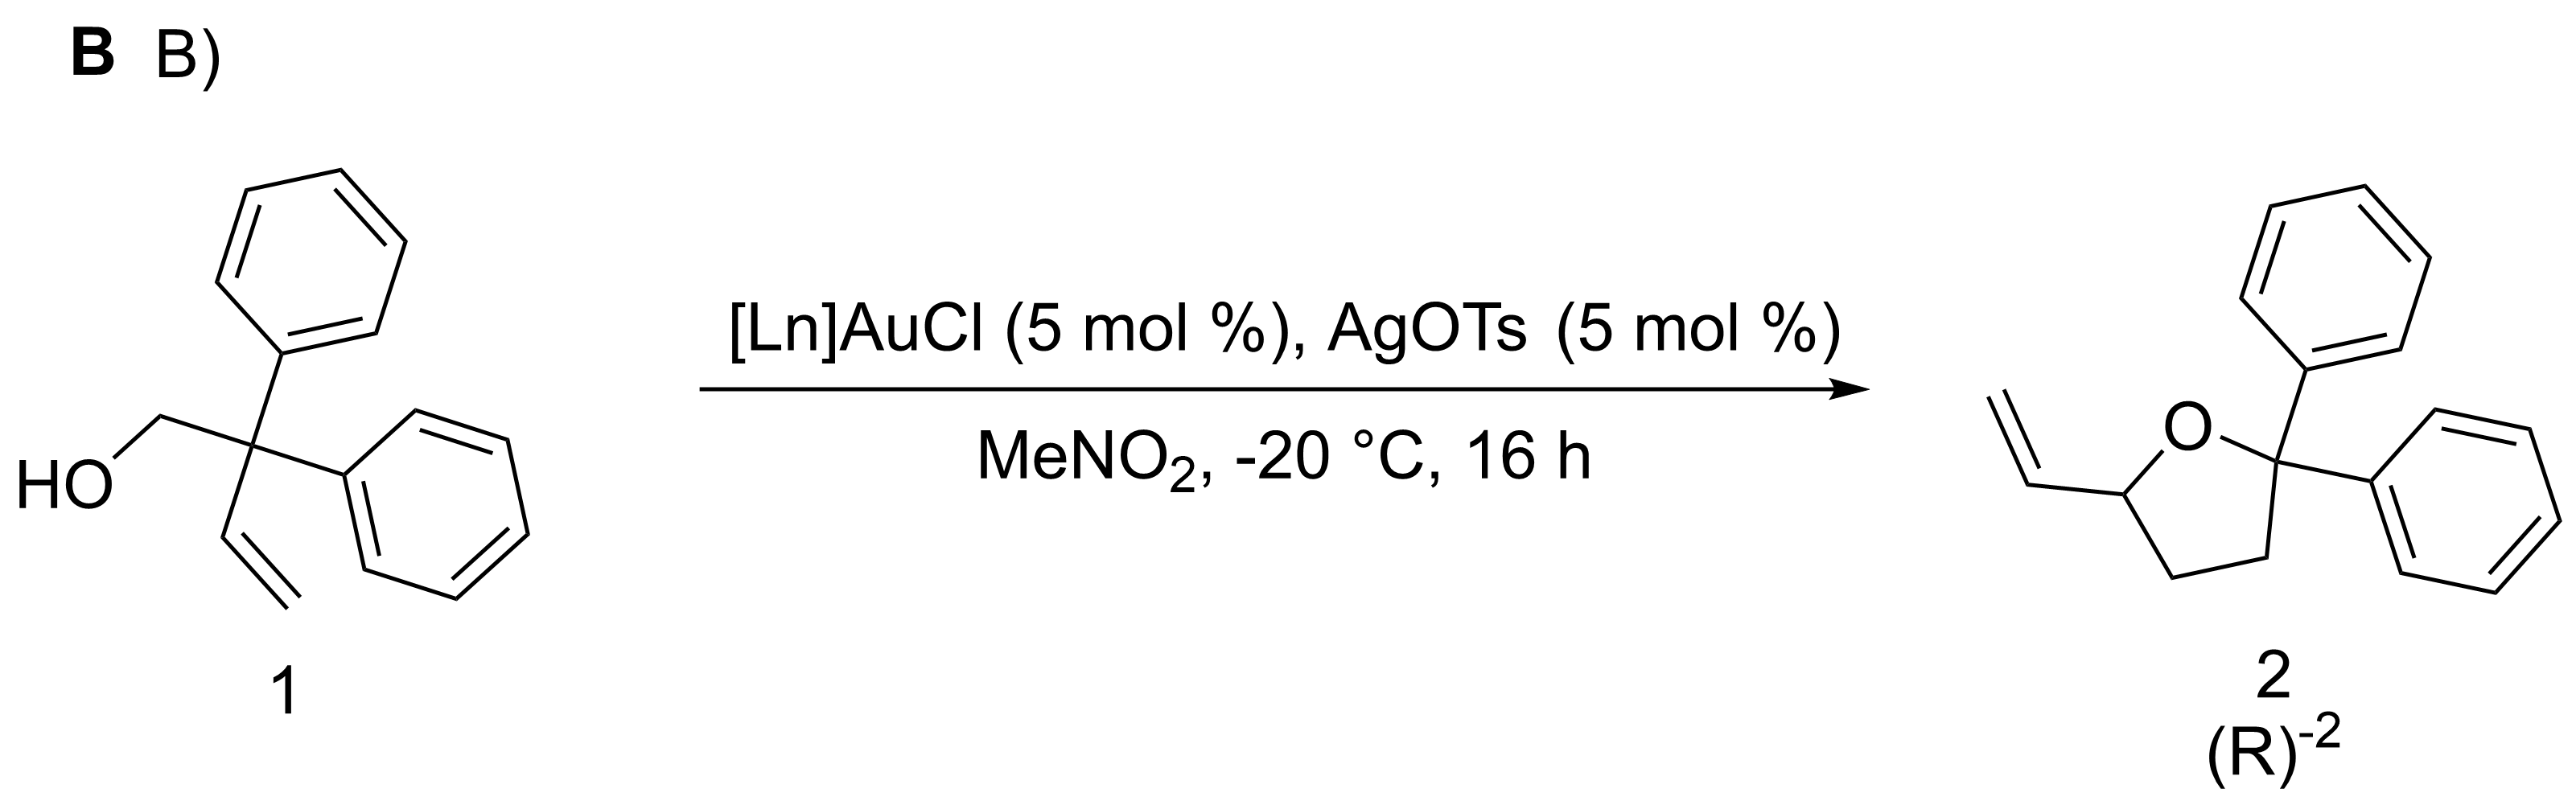 B B)
[Ln]AuCl (5 mol %), AgOTs (5 mol %)
MeNO2, -20 °C, 16 h
HO
O
1
2
(R)-2